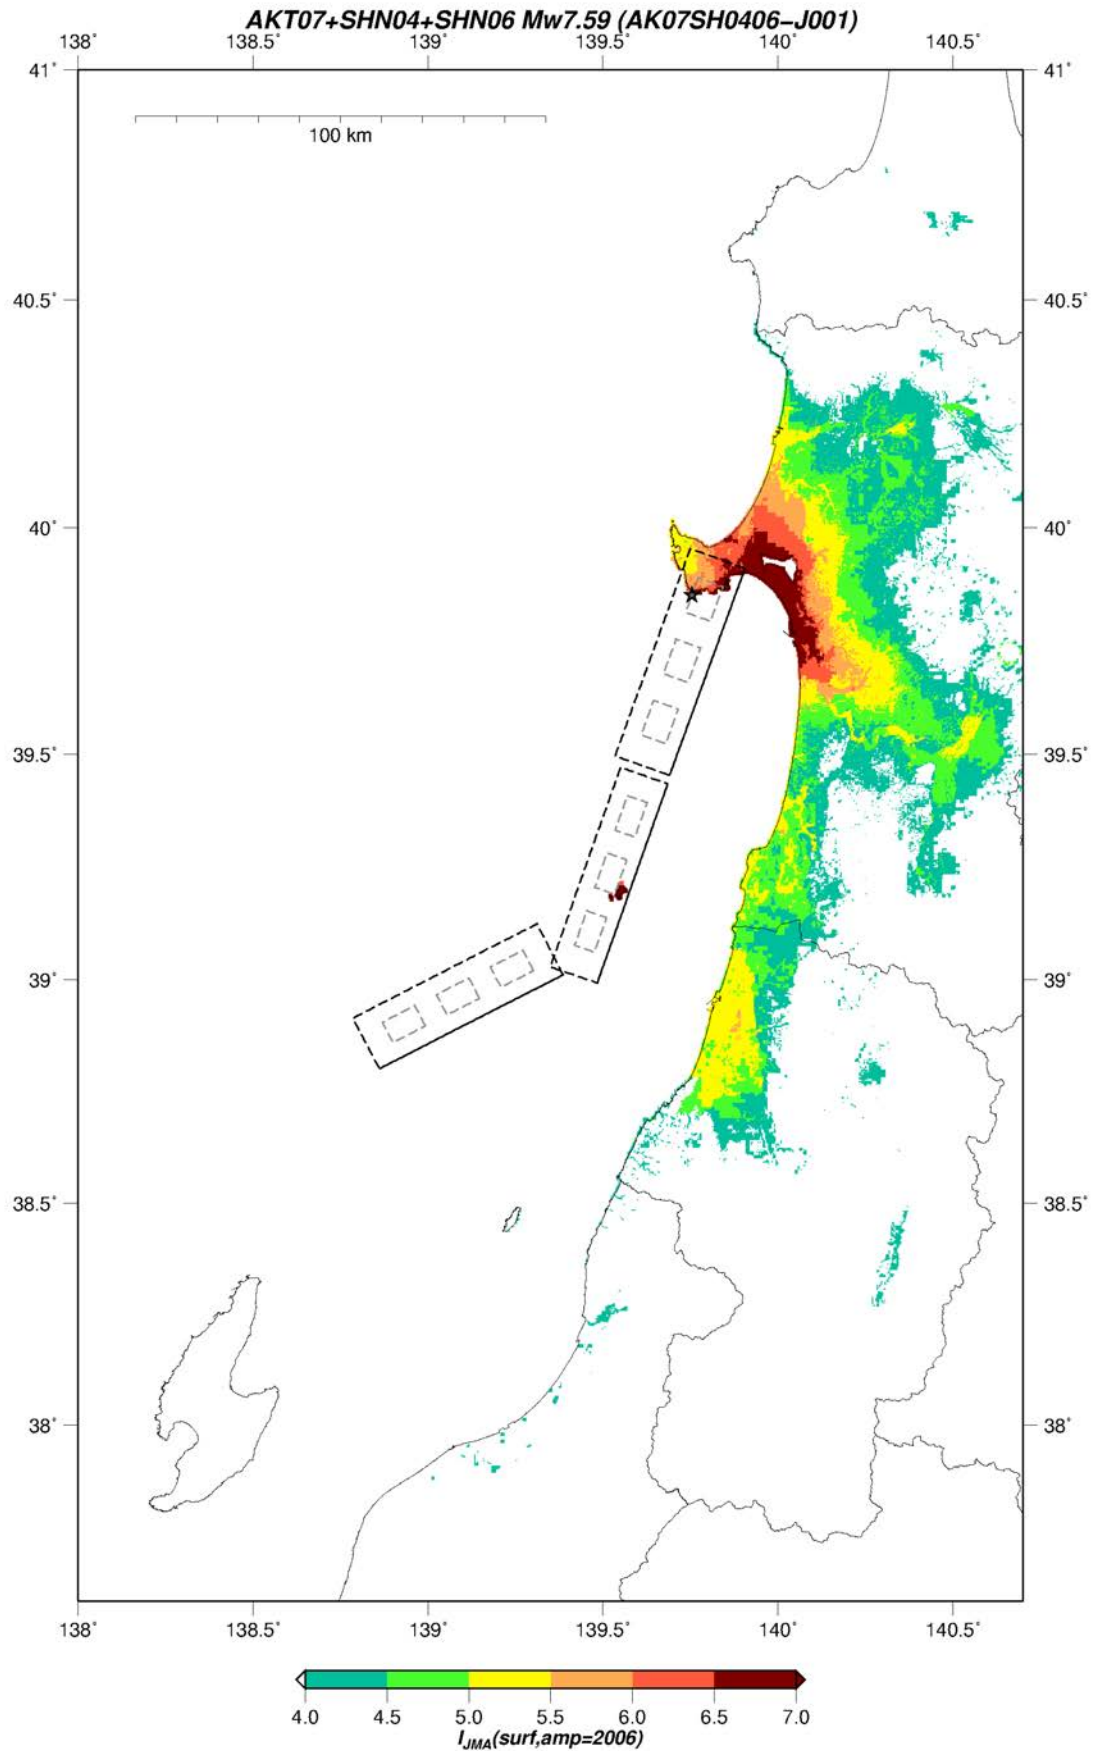 AKT07+SHN04+SHN06 Mw7.59 (AK07SH0406−J001)
138˚ 138.5˚ 139˚ 139.5˚ 140˚ 140.5˚
41˚ 41˚
100 km
40.5˚ 40.5˚
40˚ 40˚
39.5˚ 39.5˚
39˚ 39˚
38.5˚ 38.5˚
38˚ 38˚
138˚ 138.5˚ 139˚ 139.5˚ 140˚ 140.5˚
4.0 4.5 5.0 5.5 6.0 6.5 7.0
IJMA(surf,amp=2006)